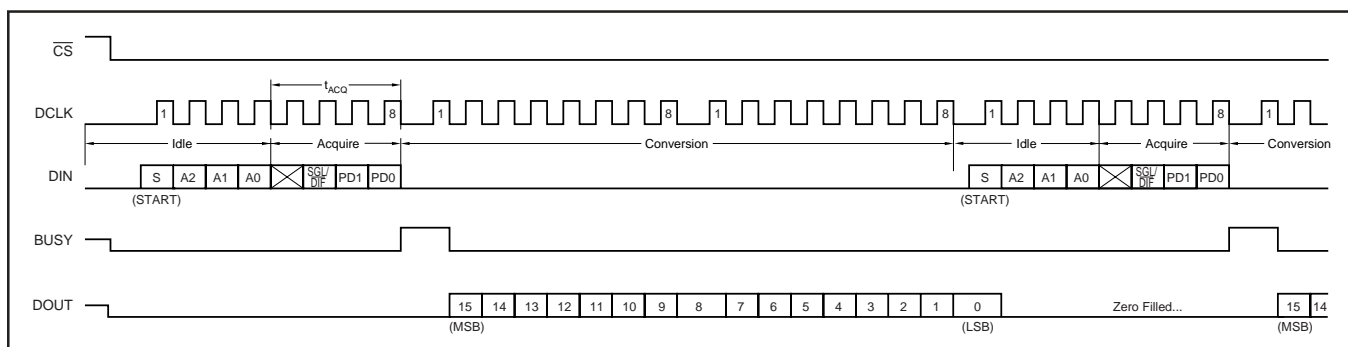 CS
tACQ
DCLK 1 8 1 8 1 8 1 8 1
Idle Acquire Conversion Idle Acquire Conversion
DIN S A2 A1 A0 SGL/DIF PD1 PD0 S A2 A1 A0 SGL/DIF PD1 PD0
(START) (START)
BUSY
DOUT 15 14 13 12 11 10 9 8 7 6 5 4 3 2 1 0 Zero Filled... 15 14
(MSB) (LSB) (MSB)